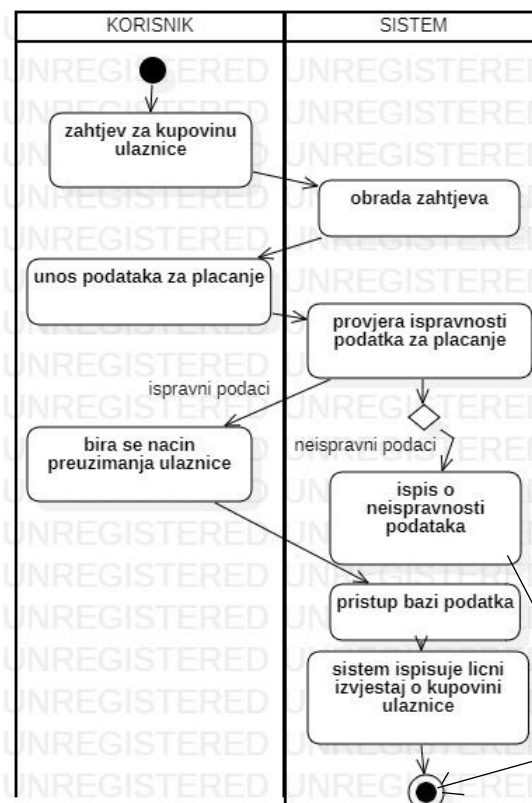 KORISNIK
SISTEM
zahtjev za kupovinu
ulaznice
obrada zahtjeva
unos podataka za placanje
provjera ispravnosti
podatka za placanje
ispravni podaci
bira se nacin
preuzimanja ulaznice
neispravni podaci
ispis o
neispravnosti
podataka
pristup bazi podatka
sistem ispisuje licni
izvjestaj o kupovini
ulaznice
UNREGISTERED